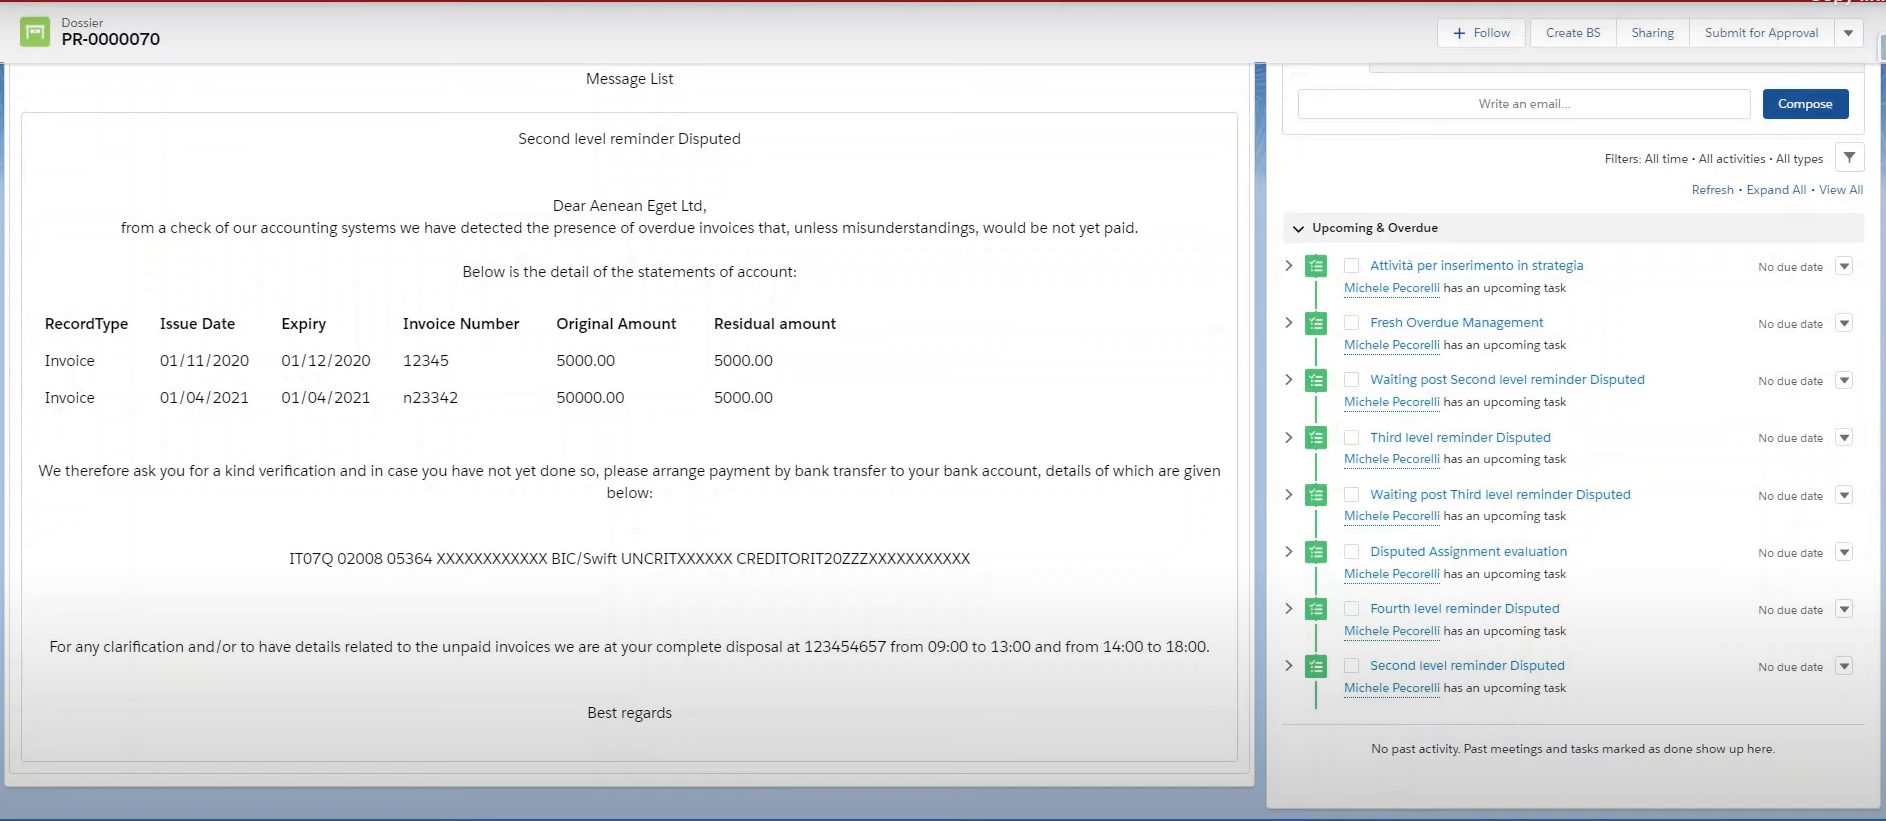 Dossier
PR-0000070
+ Follow
Create BS
Sharing
Submit for Approval
Message List
Second level reminder Disputed
Dear Aenean Eget Ltd,
from a check of our accounting systems we have detected the presence of overdue invoices that, unless misunderstandings, would be not yet paid.
Below is the detail of the statements of account:
RecordType Issue Date Expiry Invoice Number Original Amount Residual amount
Invoice 01/11/2020 01/12/2020 12345 5000.00 5000.00
Invoice 01/04/2021 01/04/2021 n23342 50000.00 5000.00
We therefore ask you for a kind verification and in case you have not yet done so, please arrange payment by bank transfer to your bank account, details of which are given
below:
IT07Q 02008 05364 XXXXXXXXXXXX BIC/Swift UNCRITXXXXXX CREDITORIT20ZZZXXXXXXXXXXX
For any clarification and/or to have details related to the unpaid invoices we are at your complete disposal at 123454657 from 09:00 to 13:00 and from 14:00 to 18:00.
Best regards
Write an email...
Compose
Filters: All time • All activities • All types
Refresh • Expand All • View All
Upcoming & Overdue
Attività per inserimento in strategia No due date
Michele Pecorelli has an upcoming task
Fresh Overdue Management No due date
Michele Pecorelli has an upcoming task
Waiting post Second level reminder Disputed No due date
Michele Pecorelli has an upcoming task
Third level reminder Disputed No due date
Michele Pecorelli has an upcoming task
Waiting post Third level reminder Disputed No due date
Michele Pecorelli has an upcoming task
Disputed Assignment evaluation No due date
Michele Pecorelli has an upcoming task
Fourth level reminder Disputed No due date
Michele Pecorelli has an upcoming task
Second level reminder Disputed No due date
Michele Pecorelli has an upcoming task
No past activity. Past meetings and tasks marked as done show up here.